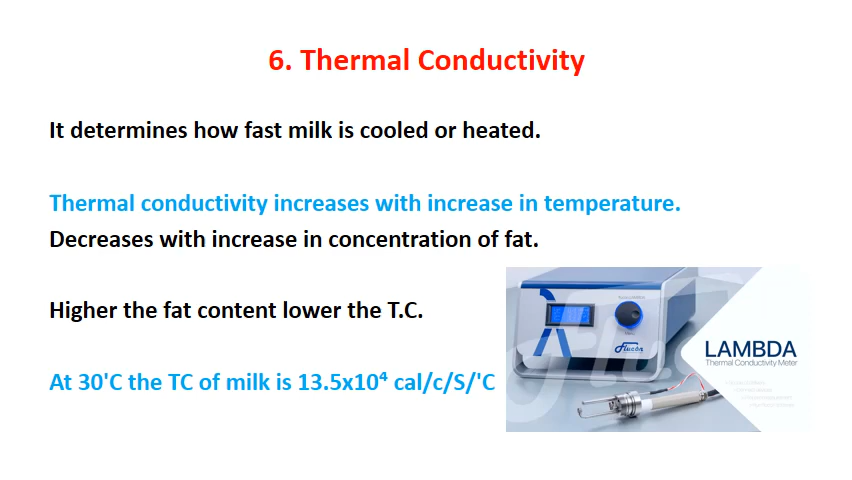 6. Thermal Conductivity
It determines how fast milk is cooled or heated.
Thermal conductivity increases with increase in temperature.
Decreases with increase in concentration of fat.
Higher the fat content lower the T.C.
At 30'C the TC of milk is 13.5x10⁴ cal/c/S/'C
Flucon
LAMBDA
Thermal Conductivity Meter